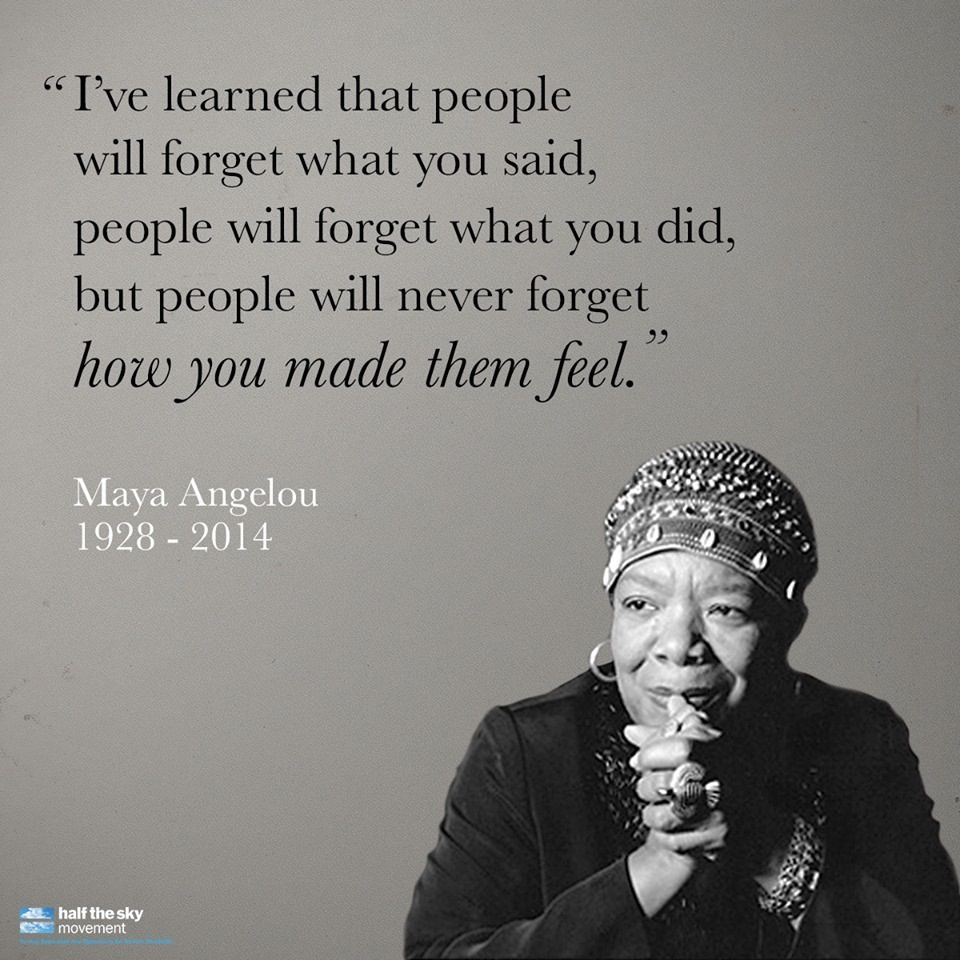 “I’ve learned that people
will forget what you said,
people will forget what you did,
but people will never forget
how you made them feel.”
Maya Angelou
1928 - 2014
half the sky
movement